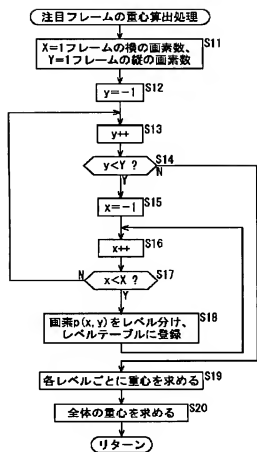 注目フレームの重心算出処理
S11
X=1フレームの横の画素数、
Y=1フレームの縦の画素数
S12
y=-1
S13
y++
S14
y<Y ?
N
Y
S15
x=-1
S16
x++
S17
N
x<X ?
Y
S18
画素p(x,y)をレベル分け、
レベルテーブルに登録
S19
各レベルごとに重心を求める
S20
全体の重心を求める
リターン